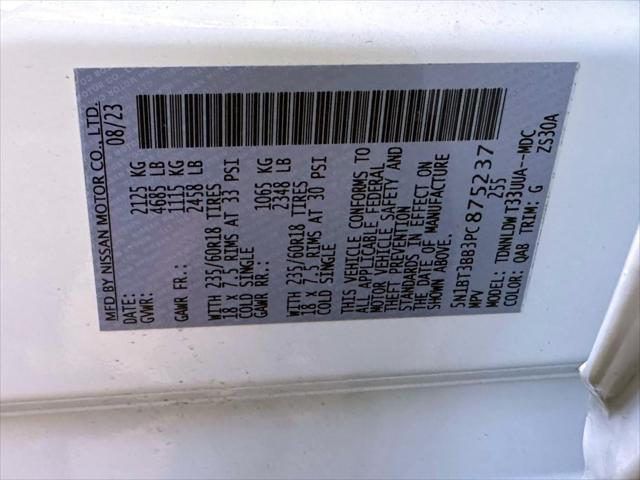 MFD BY NISSAN MOTOR CO., LTD.
DATE: 08/23
GVWR: 2125 KG
4685 LB
GAWR FR.: 1115 KG
2458 LB
WITH 235/60R18 TIRES
18 x 7.5 RIMS AT 33 PSI
COLD SINGLE
GAWR RR.: 1065 KG
2348 LB
WITH 235/60R18 TIRES
18 x 7.5 RIMS AT 30 PSI
COLD SINGLE
THIS VEHICLE CONFORMS TO
ALL APPLICABLE FEDERAL
MOTOR VEHICLE SAFETY AND
THEFT PREVENTION
STANDARDS IN EFFECT ON
THE DATE OF MANUFACTURE
SHOWN ABOVE.
5N1BT3BB3PC875237
MPV 255
MODEL: TDWNLDW T33UUA--MDC
COLOR: QAB TRIM: G ZS30A